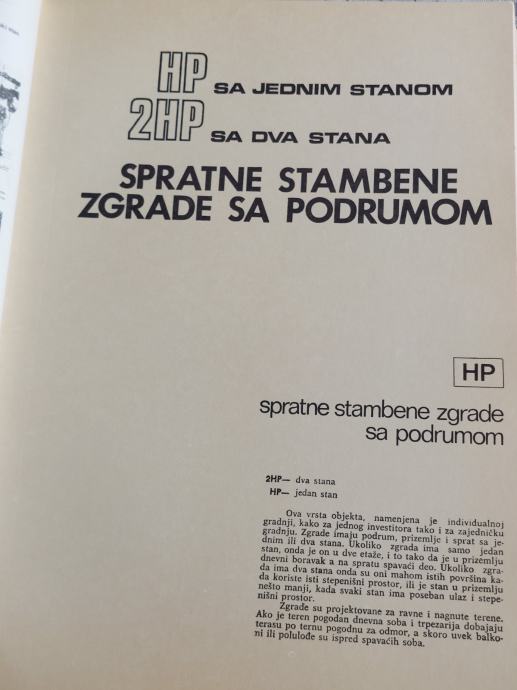 HP SA JEDNIM STANOM
2HP SA DVA STANA
SPRATNE STAMBENE
ZGRADE SA PODRUMOM
HP
spratne stambene zgrade
sa podrumom
2HP— dva stana
HP— jedan stan
Ova vrsta objekta, namenjena je individualnoj
gradnji, kako za jednog investitora tako i za zajedničku
gradnju. Zgrade imaju podrum, prizemlje i sprat sa je-
dnim ili dva stana. Ukoliko zgrada ima samo jedan
stan, onda je on u dve etaže, i to tako da je u prizemlju
dnevni boravak a na spratu spavaći deo. Ukoliko zgra-
da ima dva stana onda su oni mahom istih površina ka-
da koriste isti stepenišni prostor, ili je stan u prizemlju
nešto manji, kada svaki stan ima poseban ulaz i stepe-
nišni prostor.
Zgrade su projektovane za ravne i nagnute terene.
Ako je teren pogodan dnevna soba i trpezarija dobajaju
terasu po ternu pogodnu za odmor, a skoro uvek balko-
ni ili polulođe su ispred spavaćih soba.